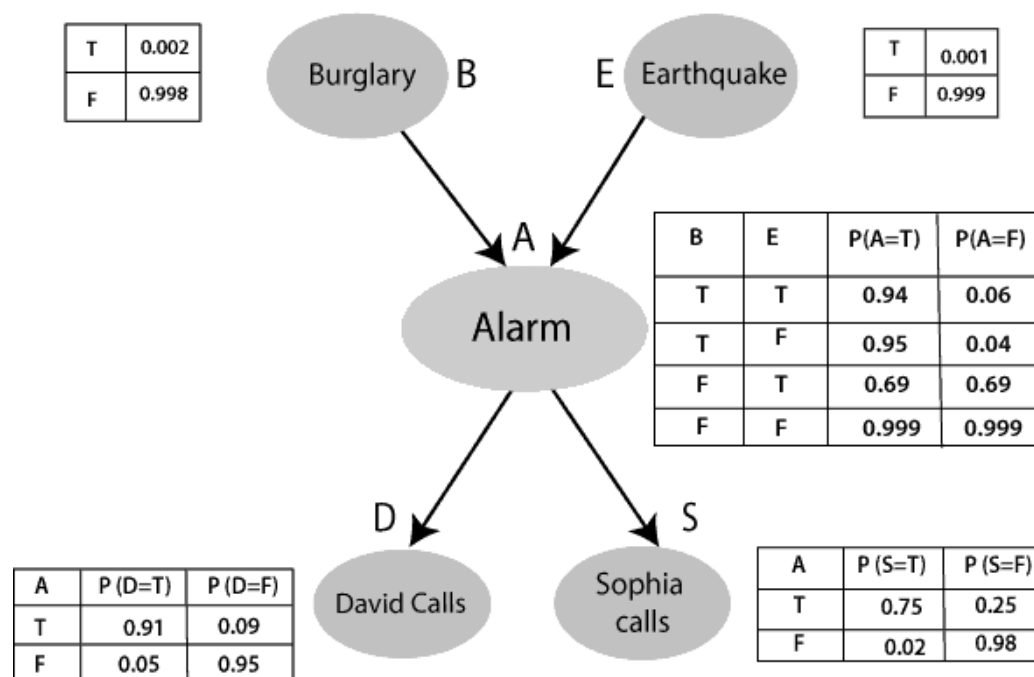 T 0.002
F 0.998
Burglary B
E Earthquake
T 0.001
F 0.999
A
Alarm
B E P(A=T) P(A=F)
T T 0.94 0.06
T F 0.95 0.04
F T 0.69 0.69
F F 0.999 0.999
D
S
A P (D=T) P (D=F)
T 0.91 0.09
F 0.05 0.95
David Calls
Sophia
calls
A P (S=T) P (S=F)
T 0.75 0.25
F 0.02 0.98